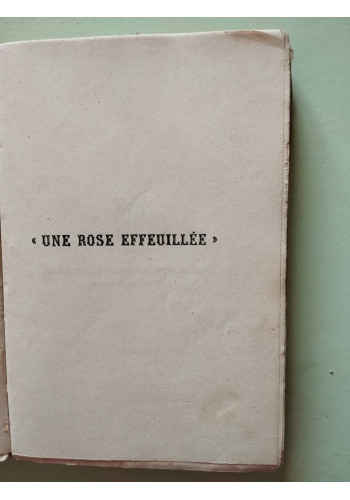 « UNE ROSE EFFEUILLÉE »